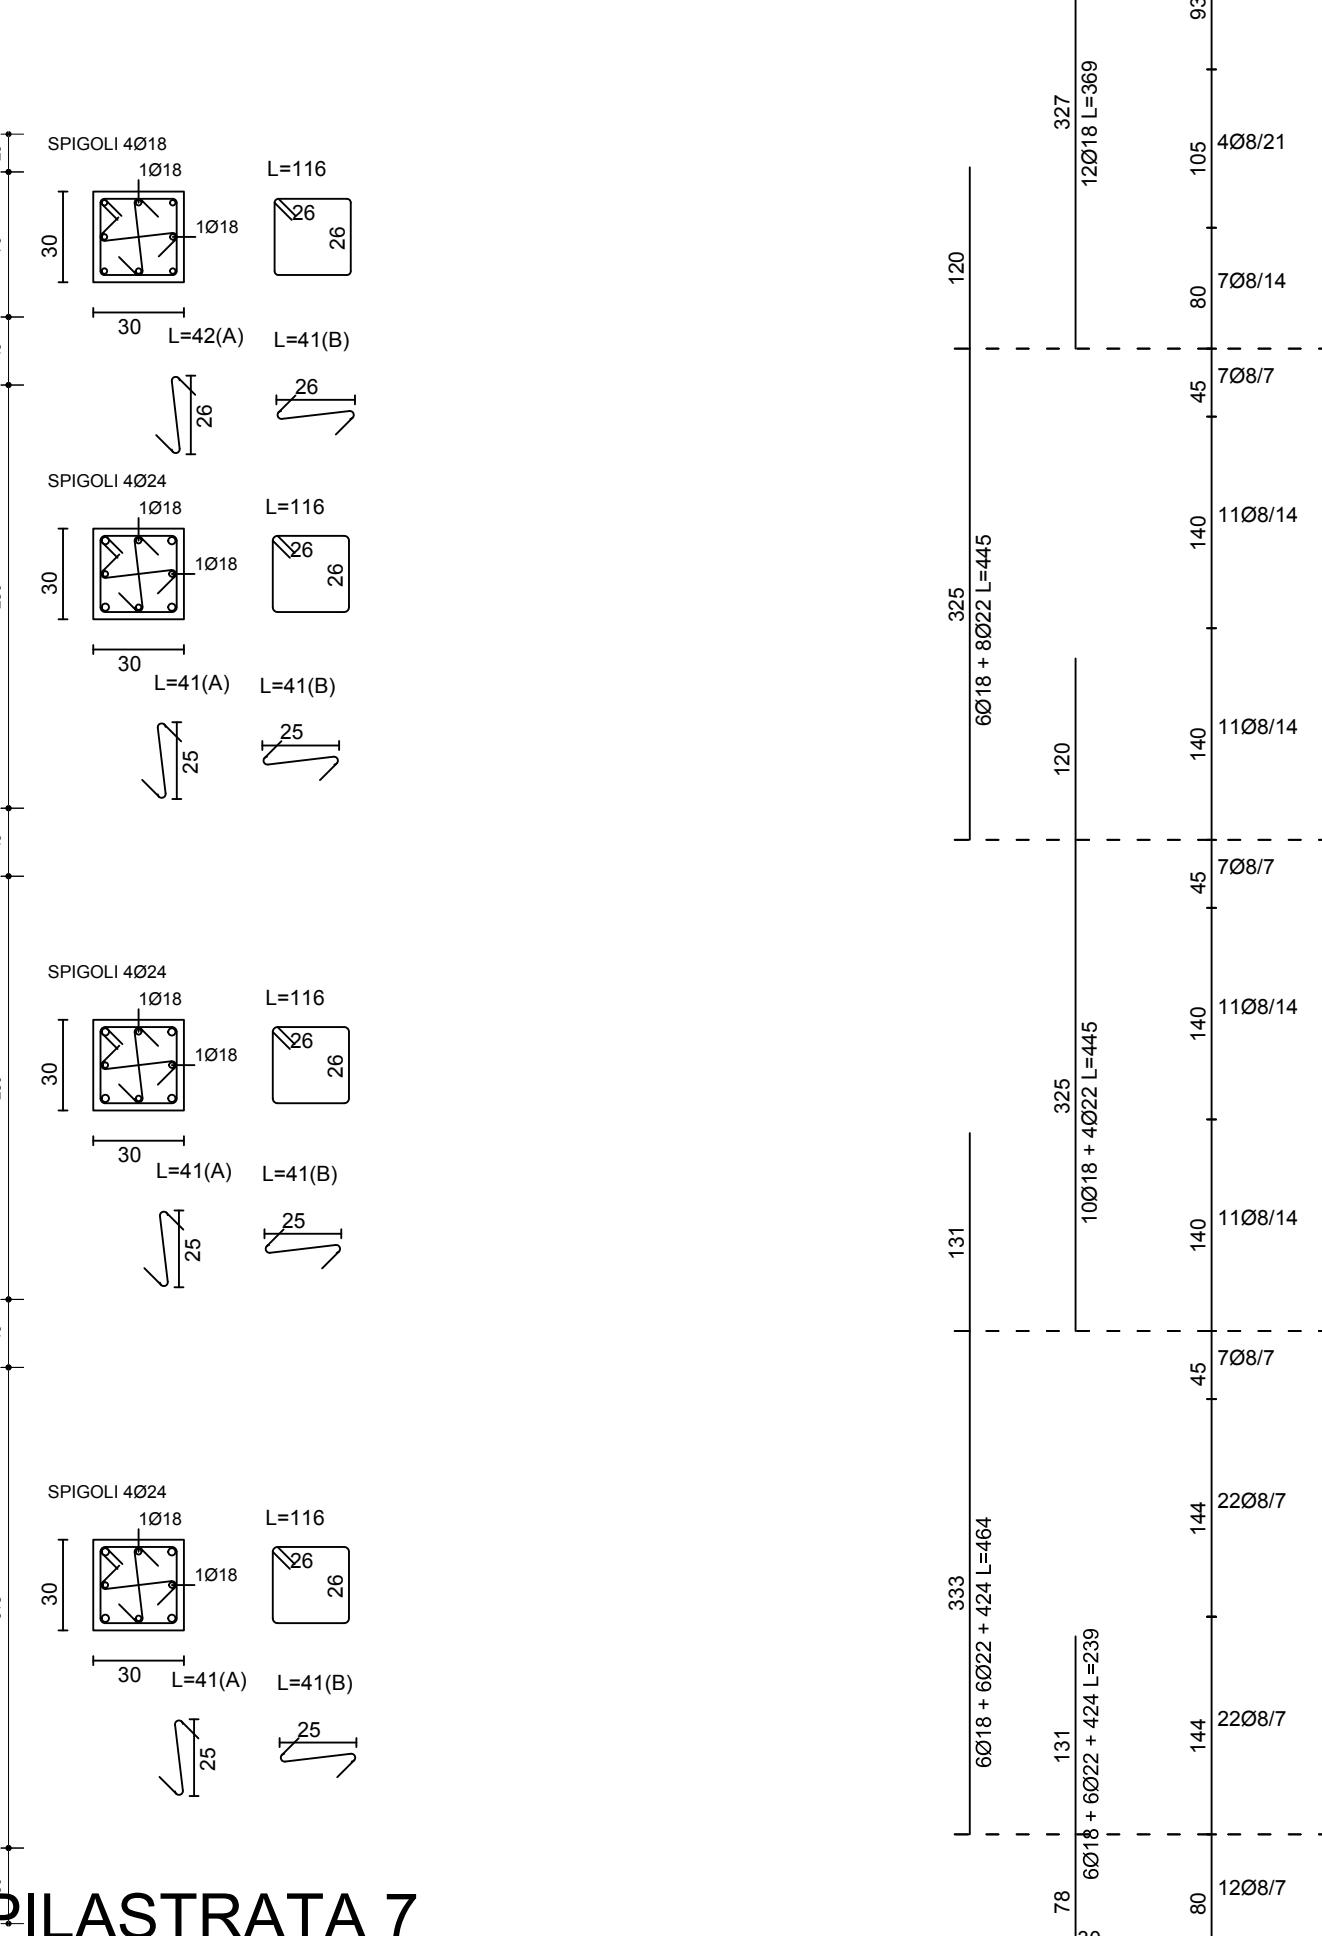 SPIGOLI 4Ø18
1Ø18
1Ø18
30
30
L=116
26
26
L=42(A)
L=41(B)
26
26
SPIGOLI 4Ø24
1Ø18
1Ø18
30
30
L=116
26
26
L=41(A)
L=41(B)
25
25
SPIGOLI 4Ø24
1Ø18
1Ø18
30
30
L=116
26
26
L=41(A)
L=41(B)
25
25
SPIGOLI 4Ø24
1Ø18
1Ø18
30
30
L=116
26
26
L=41(A)
L=41(B)
25
25
PILASTRATA 7
120
325
6Ø18 + 8Ø22 L=445
131
333
6Ø18 + 6Ø22 + 424 L=464
327
12Ø18 L=369
120
325
10Ø18 + 4Ø22 L=445
131
6Ø18 + 6Ø22 + 424 L=239
78
93
105
4Ø8/21
80
7Ø8/14
45
7Ø8/7
140
11Ø8/14
140
11Ø8/14
45
7Ø8/7
140
11Ø8/14
140
11Ø8/14
45
7Ø8/7
144
22Ø8/7
144
22Ø8/7
80
12Ø8/7